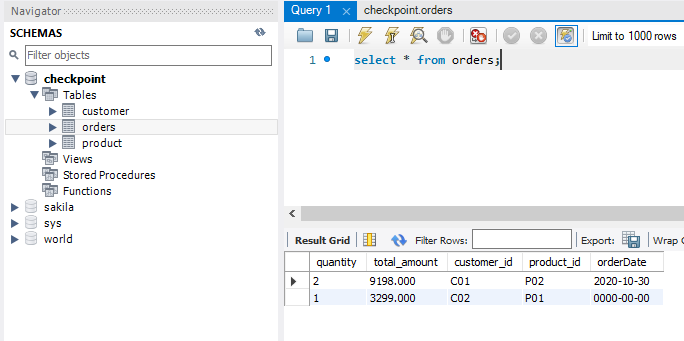 Navigator
SCHEMAS
Filter objects
checkpoint
Tables
customer
orders
product
Views
Stored Procedures
Functions
sakila
sys
world
Query 1 checkpoint.orders
Limit to 1000 rows
1 select * from orders;
Result Grid Filter Rows: Export: Wrap C
quantity total_amount customer_id product_id orderDate
2 9198.000 C01 P02 2020-10-30
1 3299.000 C02 P01 0000-00-00